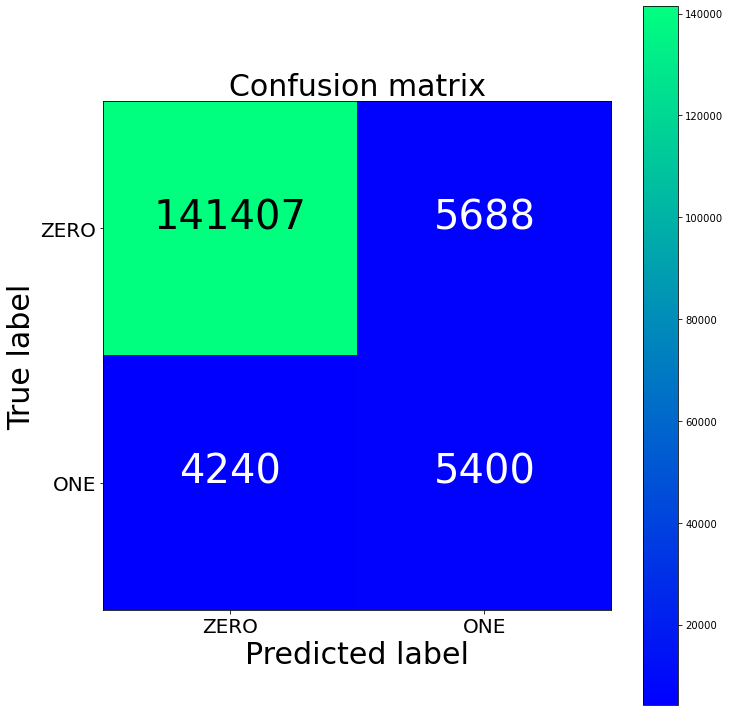 Confusion matrix
True label
ZERO
141407
5688
ONE
4240
5400
ZERO
ONE
Predicted label
140000
120000
100000
80000
60000
40000
20000